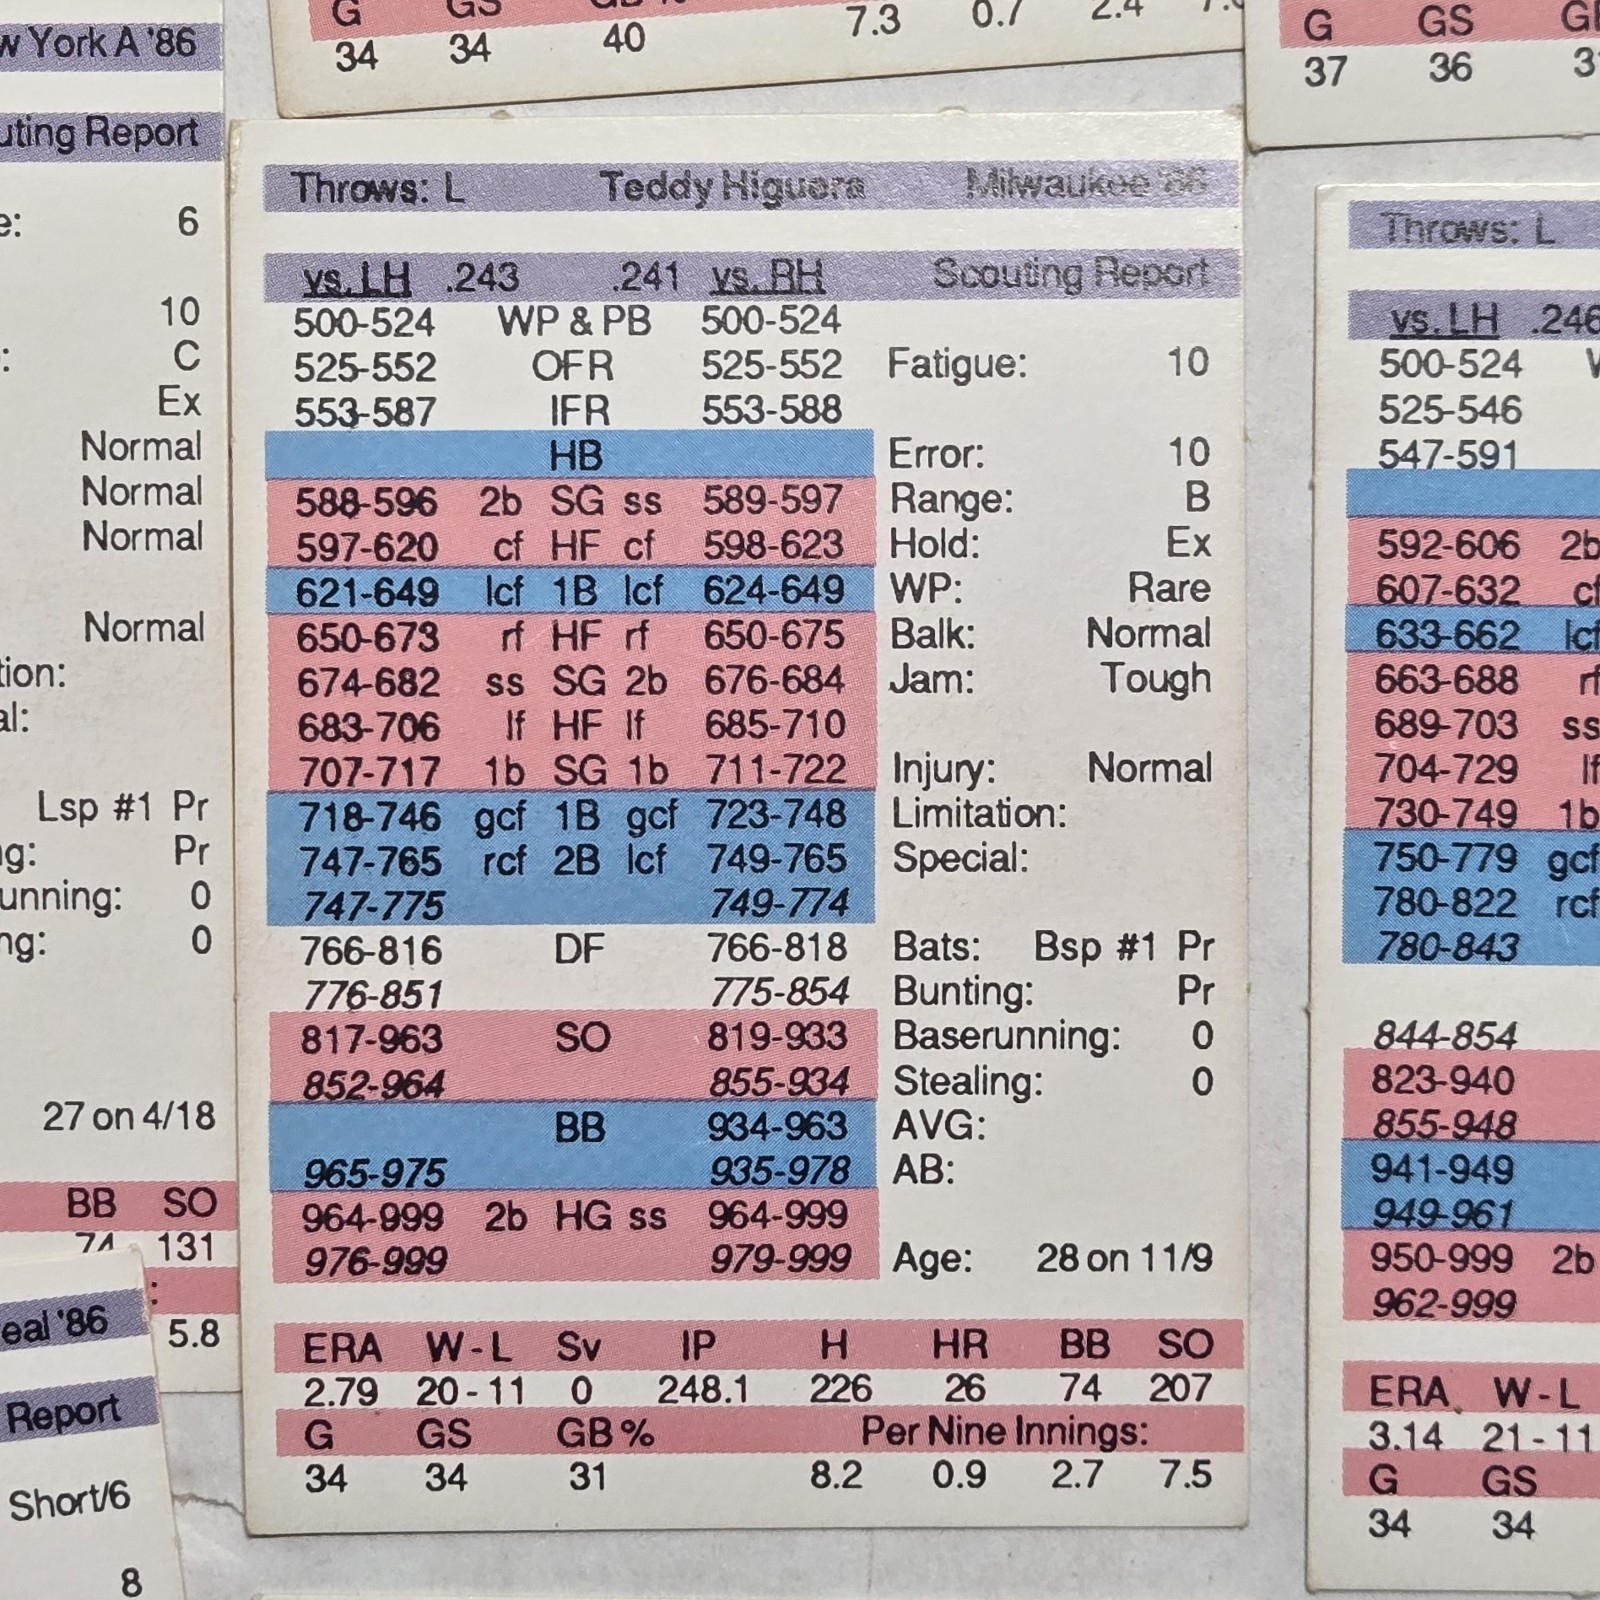 G GS
34 34 40 7.3 0.7 2.4
G GS
37 36
w York A '86
uting Report
e: 6
10
: C
Ex
Normal
Normal
Normal
Normal
tion:
al:
Lsp #1 Pr
ng: Pr
unning: 0
ng: 0
27 on 4/18
BB SO
74 131
:
5.8
eal '86
Report
Short/6
8
Throws: L Teddy Higuera Milwaukee '86
vs. LH .243 .241 vs. RH Scouting Report
500-524 WP & PB 500-524
525-552 OFR 525-552 Fatigue: 10
553-587 IFR 553-588
HB Error: 10
588-596 2b SG ss 589-597 Range: B
597-620 cf HF cf 598-623 Hold: Ex
621-649 lcf 1B lcf 624-649 WP: Rare
650-673 rf HF rf 650-675 Balk: Normal
674-682 ss SG 2b 676-684 Jam: Tough
683-706 lf HF lf 685-710
707-717 1b SG 1b 711-722 Injury: Normal
718-746 gcf 1B gcf 723-748 Limitation:
747-765 rcf 2B lcf 749-765 Special:
747-775 749-774
766-816 DF 766-818 Bats: Bsp #1 Pr
776-851 775-854 Bunting: Pr
817-963 SO 819-933 Baserunning: 0
852-964 855-934 Stealing: 0
BB 934-963 AVG:
965-975 935-978 AB:
964-999 2b HG ss 964-999
976-999 979-999 Age: 28 on 11/9
ERA W - L Sv IP H HR BB SO
2.79 20 - 11 0 248.1 226 26 74 207
G GS GB % Per Nine Innings:
34 34 31 8.2 0.9 2.7 7.5
Throws: L
vs. LH .246
500-524
525-546
547-591
592-606 2b
607-632 cf
633-662 lcf
663-688 rf
689-703 ss
704-729 lf
730-749 1b
750-779 gcf
780-822 rcf
780-843
844-854
823-940
855-948
941-949
949-961
950-999 2b
962-999
ERA W - L
3.14 21 - 11
G GS
34 34